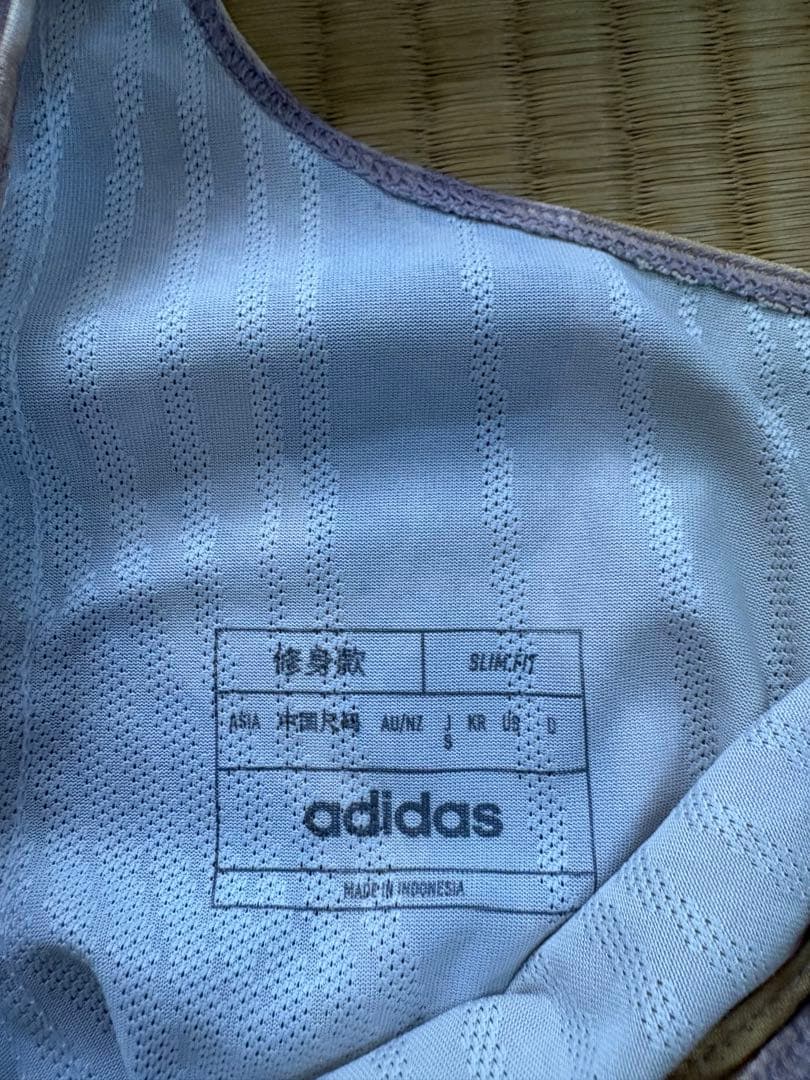 修身款 SLIM.FIT
ASIA 中国尺码 AU/NZ J KR US D
S
adidas
MADE IN INDONESIA